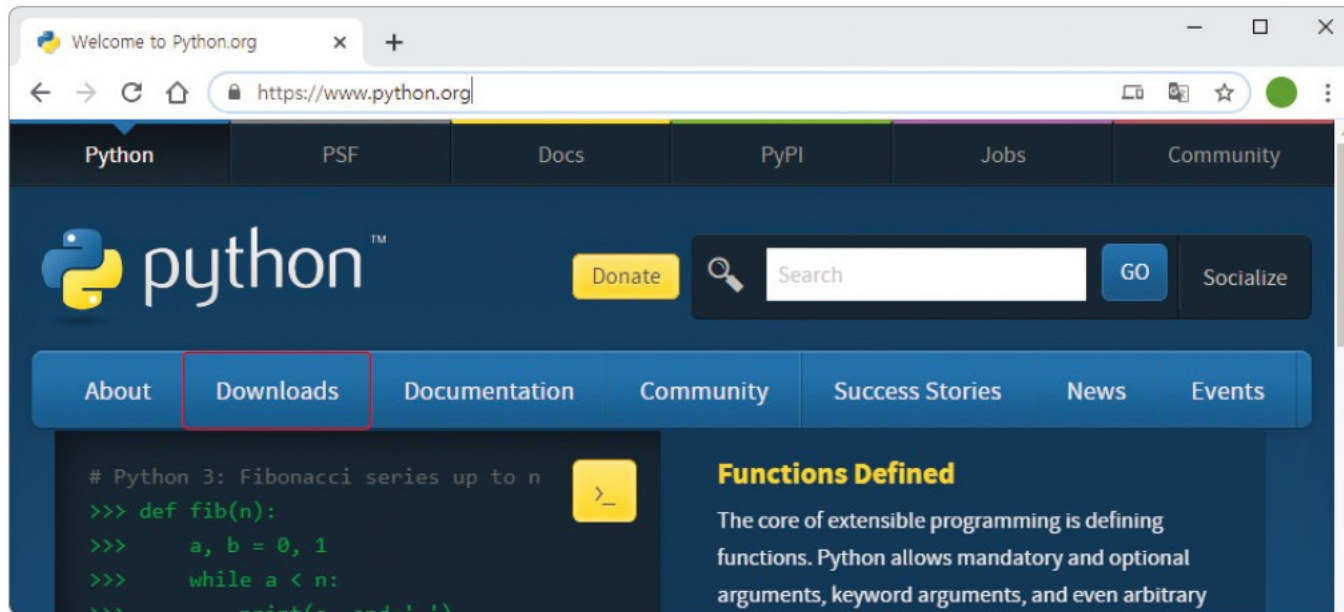 Welcome to Python.org
https://www.python.org
Python PSF Docs PyPI Jobs Community
python™
Donate Search GO Socialize
About Downloads Documentation Community Success Stories News Events
# Python 3: Fibonacci series up to n
>>> def fib(n):
>>> a, b = 0, 1
>>> while a < n:
>_
Functions Defined
The core of extensible programming is defining
functions. Python allows mandatory and optional
arguments, keyword arguments, and even arbitrary